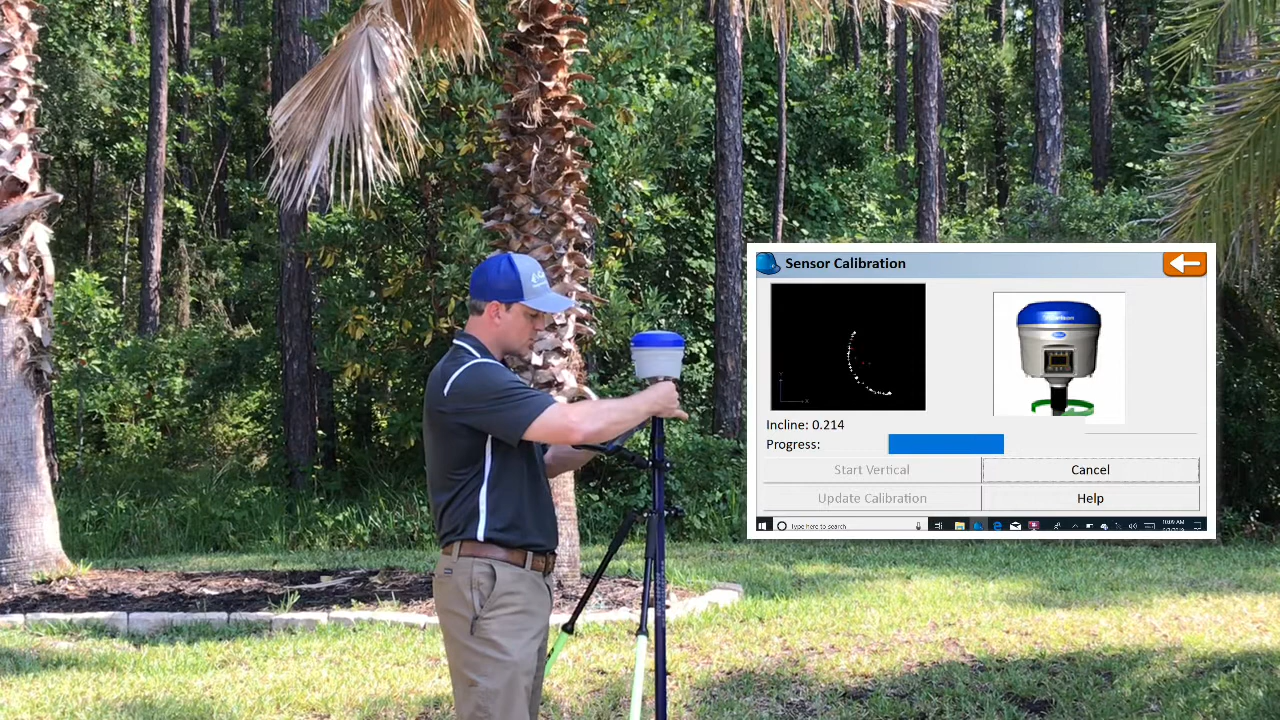 Sensor Calibration
Incline: 0.214
Progress:
Start Vertical
Cancel
Update Calibration
Help
Type here to search